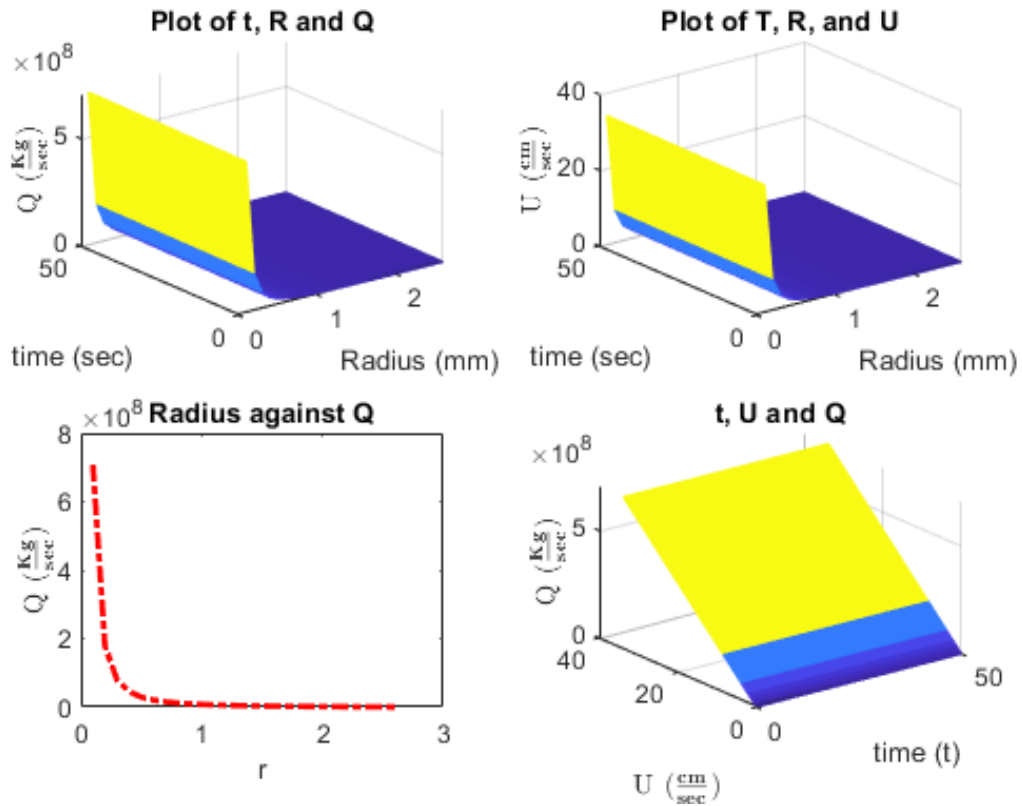 Plot of t, R and Q
×10^8
5
0
50
0
0
1
2
Q (Kg/sec)
time (sec)
Radius (mm)
Plot of T, R, and U
40
20
0
50
0
0
1
2
U (cm/sec)
time (sec)
Radius (mm)
×10^8
Radius against Q
8
6
4
2
0
0
1
2
3
Q (Kg/sec)
r
t, U and Q
×10^8
5
0
40
20
0
0
50
Q (Kg/sec)
time (t)
U (cm/sec)